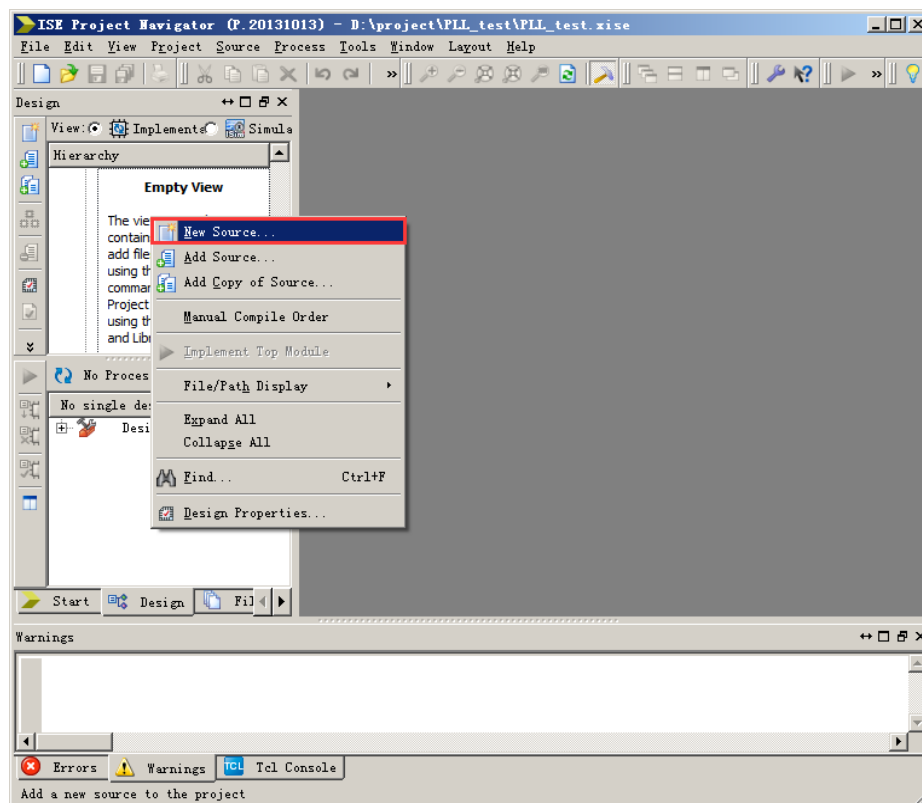 ISE Project Navigator (P.20131013) - D:\project\PLL_test\PLL_test.xise
File Edit View Project Source Process Tools Window Layout Help
Design
View: Implementa Simula
Hierarchy
Empty View
The vie
contain
add file
using th
comman
Project
using th
and Lib
New Source...
Add Source...
Add Copy of Source...
Manual Compile Order
Implement Top Module
File/Path Display
Expand All
Collapse All
Find... Ctrl+F
Design Properties...
No Proces
No single de
Desi
Start Design Fil
Warnings
Errors Warnings TCL Tcl Console
Add a new source to the project